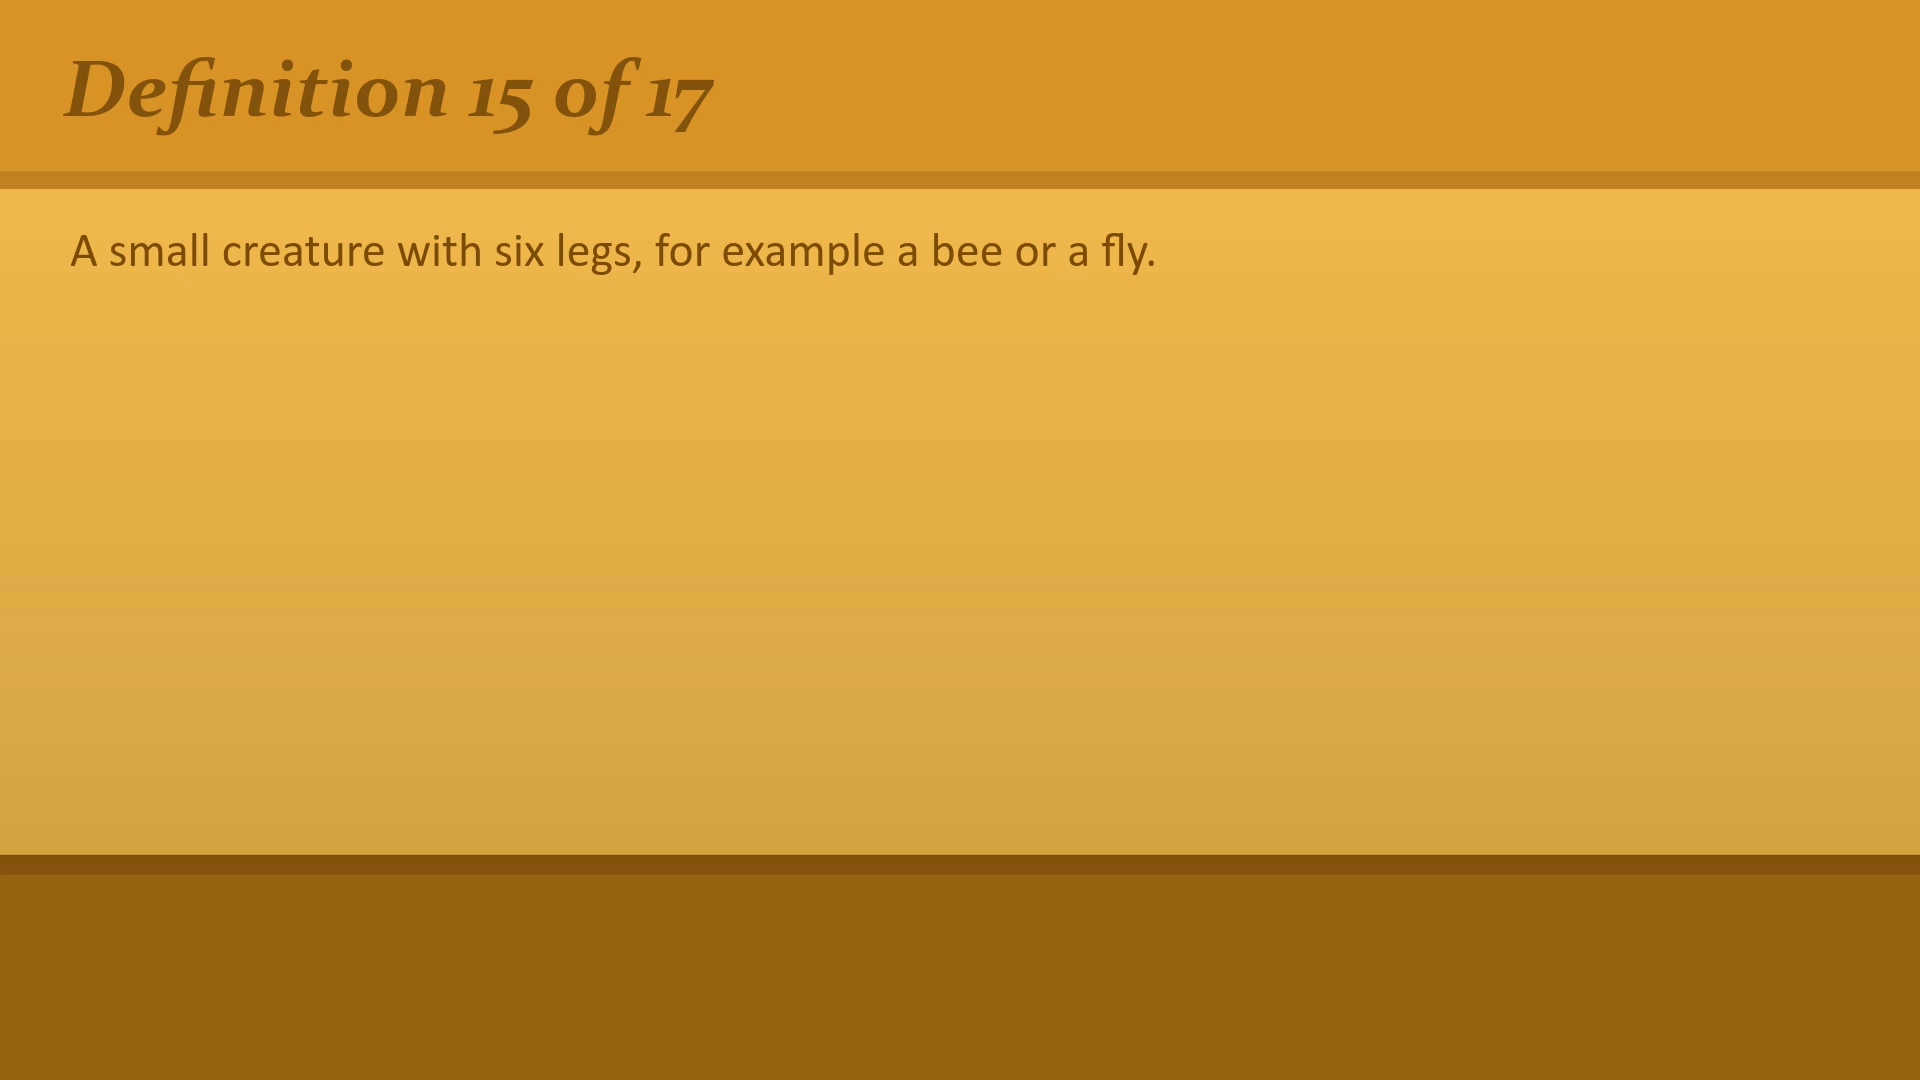 Definition 15 of 17
A small creature with six legs, for example a bee or a fly.